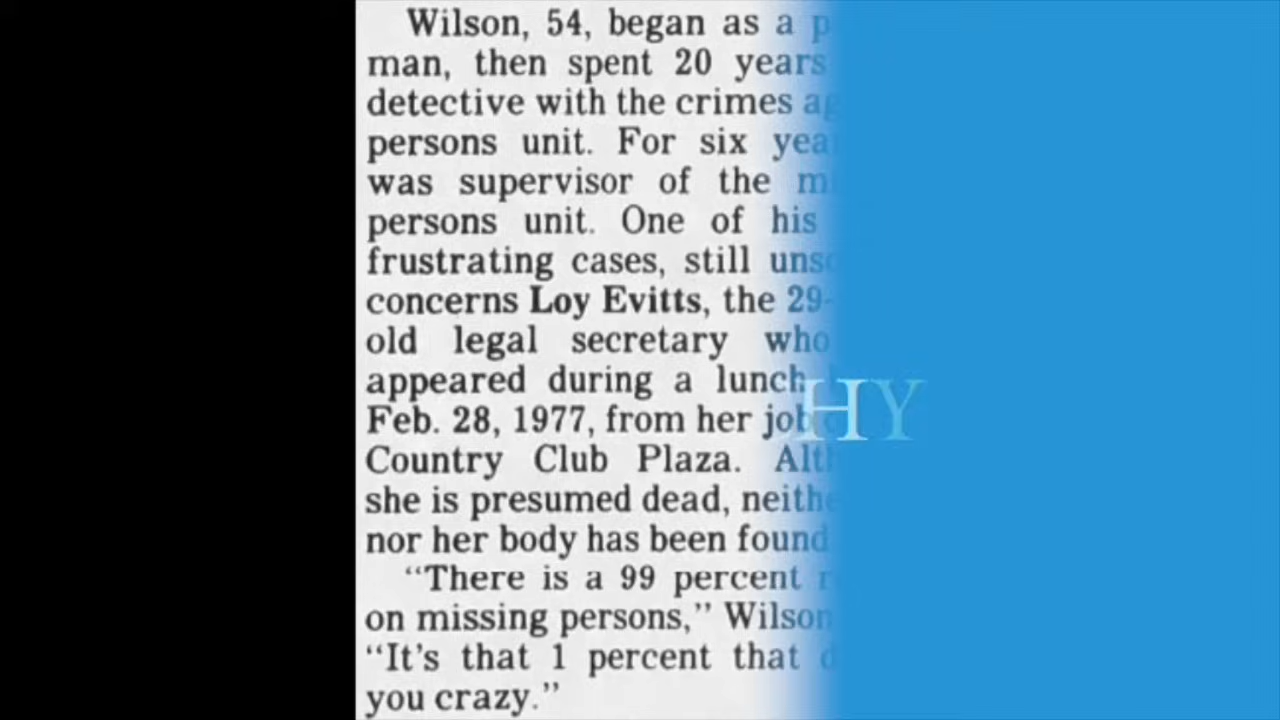 Wilson, 54, began as a
man, then spent 20 years
detective with the crimes
persons unit. For six
was supervisor of the
persons unit. One of his
frustrating cases, still
concerns Loy Evitts, the 29-
old legal secretary who
appeared during a lunch
Feb. 28, 1977, from her job
Country Club Plaza.
she is presumed dead,
nor her body has been found
"There is a 99 percent
on missing persons," Wilson
"It's that 1 percent that
you crazy."
HY